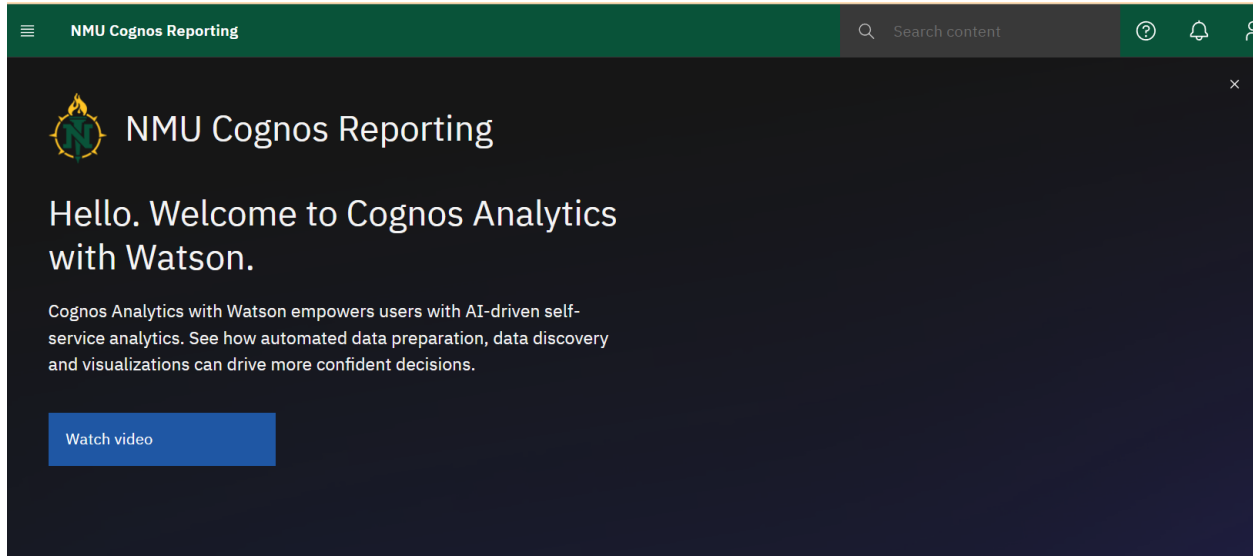 NMU Cognos Reporting
Search content
NMU Cognos Reporting
Hello. Welcome to Cognos Analytics
with Watson.
Cognos Analytics with Watson empowers users with AI-driven self-
service analytics. See how automated data preparation, data discovery
and visualizations can drive more confident decisions.
Watch video